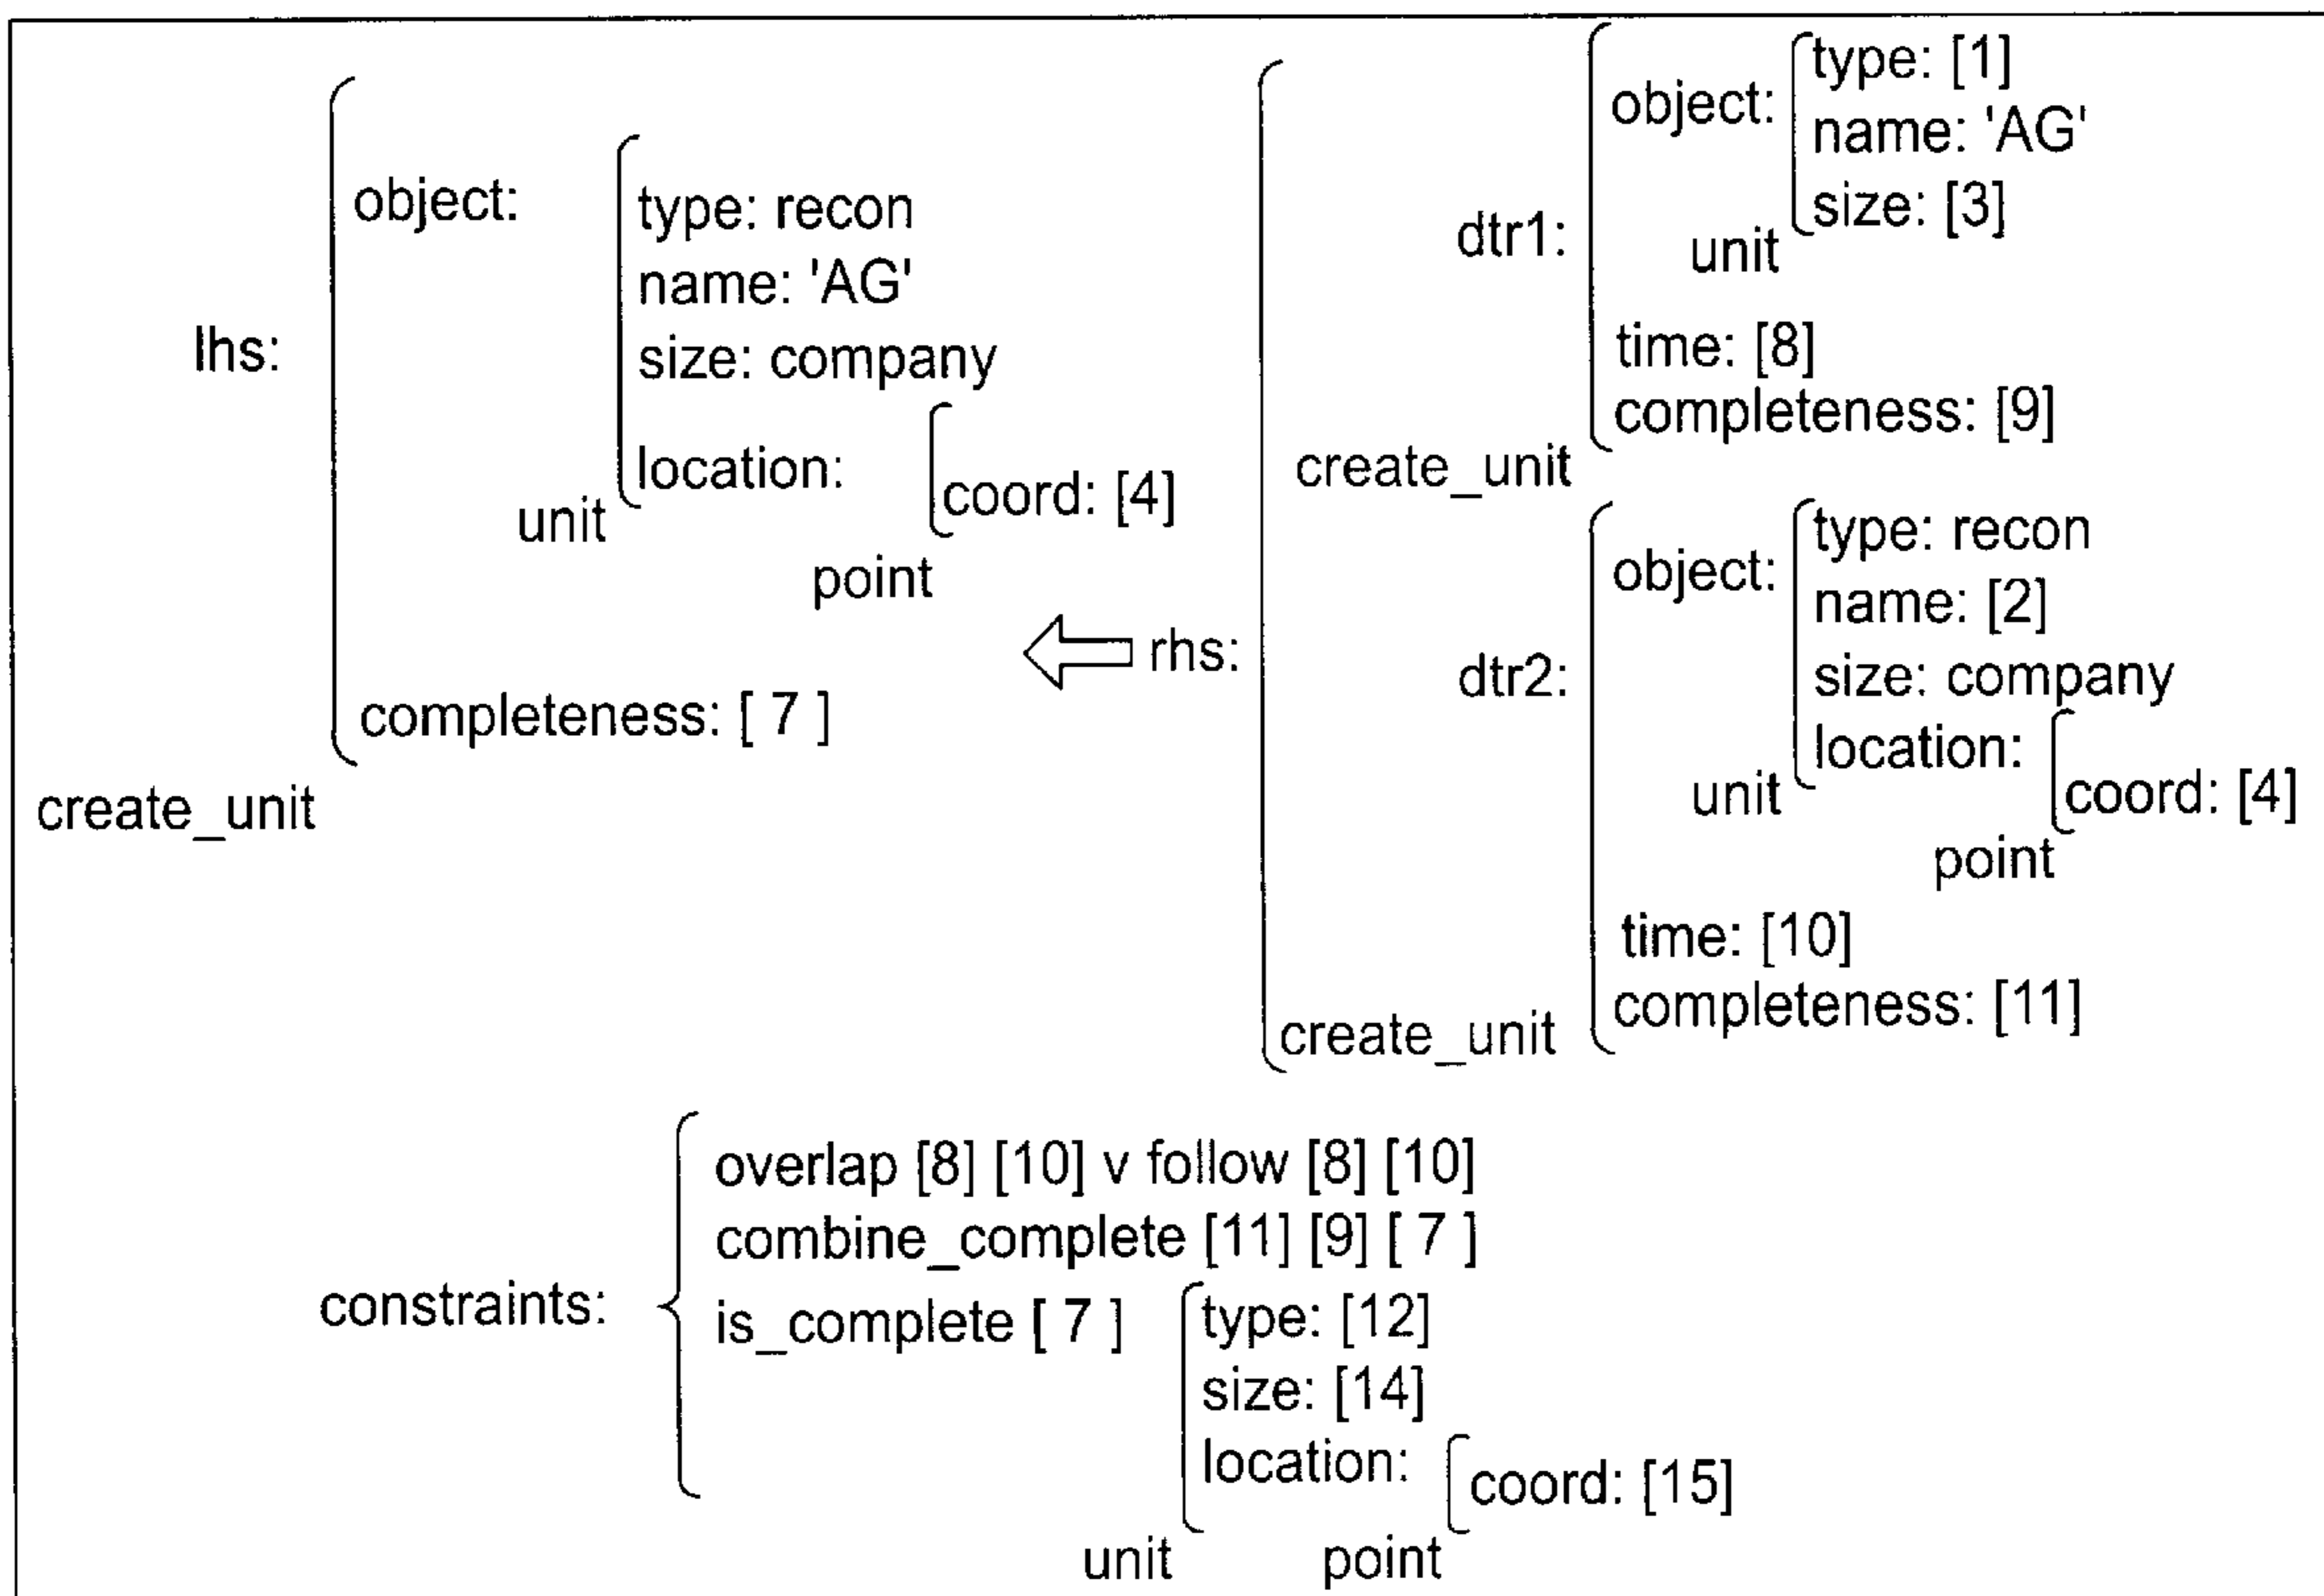 lhs:
object:
type: recon
name: 'AG'
size: company
location:
coord: [4]
unit
point
completeness: [ 7 ]
create_unit
rhs:
dtr1:
object:
type: [1]
name: 'AG'
size: [3]
unit
time: [8]
completeness: [9]
create_unit
dtr2:
object:
type: recon
name: [2]
size: company
location:
coord: [4]
unit
point
time: [10]
completeness: [11]
create_unit
constraints:
overlap [8] [10] v follow [8] [10]
combine_complete [11] [9] [ 7 ]
is_complete [ 7 ]
type: [12]
size: [14]
location:
coord: [15]
unit
point